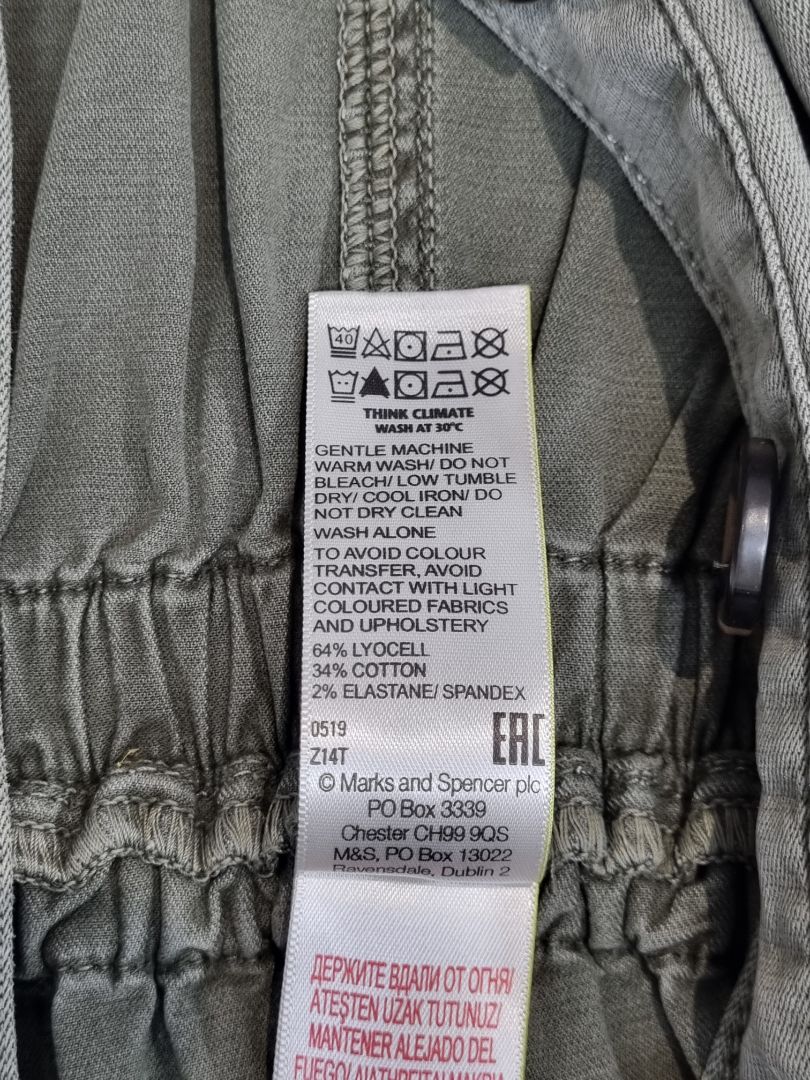 40
THINK CLIMATE
WASH AT 30°C
GENTLE MACHINE
WARM WASH/ DO NOT
BLEACH/ LOW TUMBLE
DRY/ COOL IRON/ DO
NOT DRY CLEAN
WASH ALONE
TO AVOID COLOUR
TRANSFER, AVOID
CONTACT WITH LIGHT
COLOURED FABRICS
AND UPHOLSTERY
64% LYOCELL
34% COTTON
2% ELASTANE/ SPANDEX
0519
Z14T
EAC
© Marks and Spencer plc
PO Box 3339
Chester CH99 9QS
M&S, PO Box 13022
Ravensdale, Dublin 2
ДЕРЖИТЕ ВДАЛИ ОТ ОГНЯ/
ATEŞTEN UZAK TUTUNUZ/
MANTENER ALEJADO DEL
FUEGO/